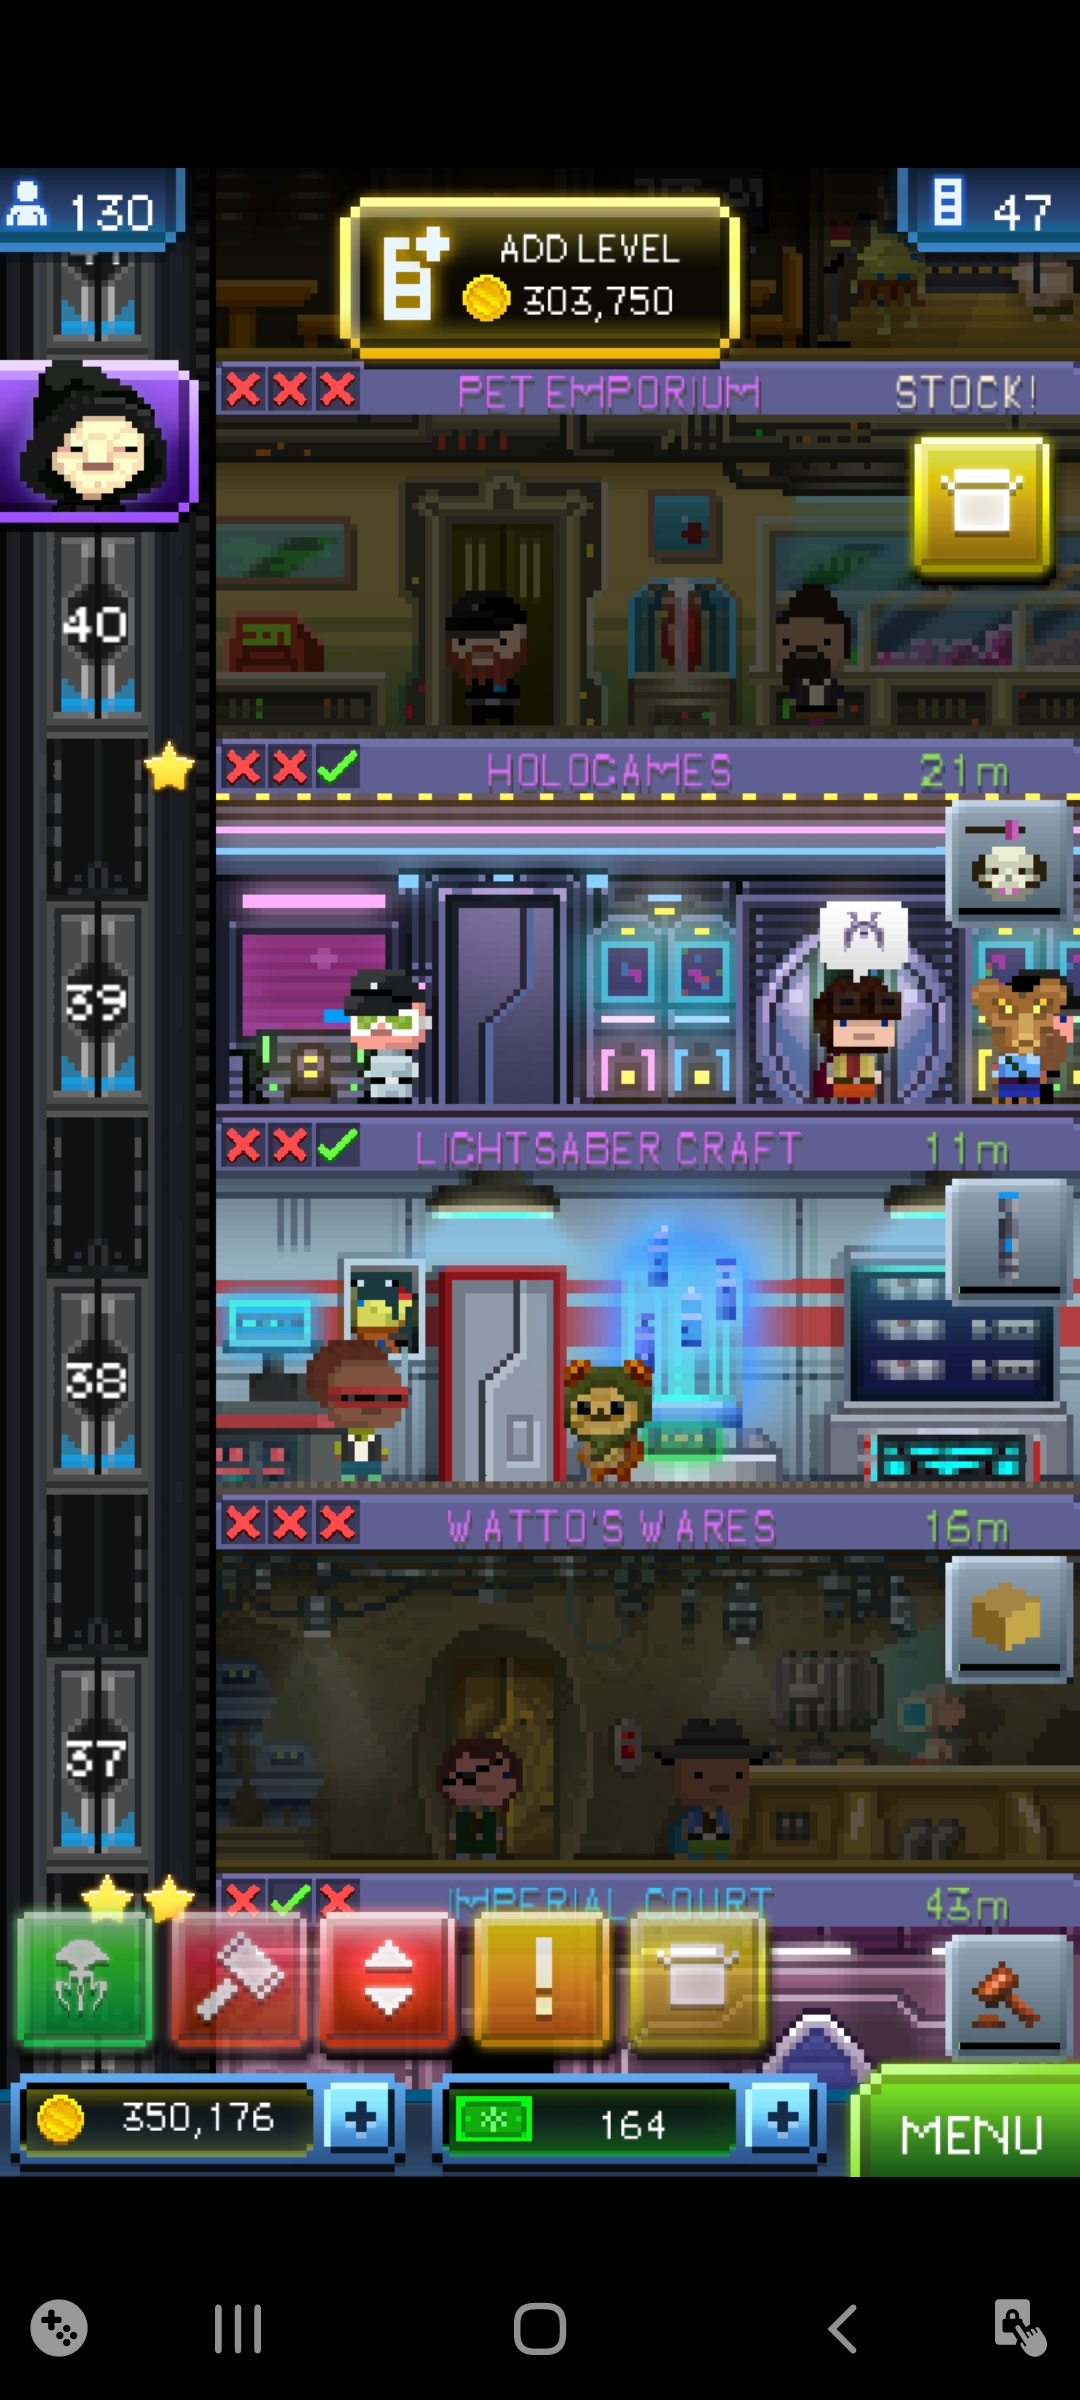 130
47
ADD LEVEL
303,750
PET EMPORIUM STOCK!
40
HOLOGAMES 21m
39
LIGHTSABER CRAFT 11m
38
WATTO'S WARES 16m
37
IMPERIAL COURT 43m
350,176
164
MENU